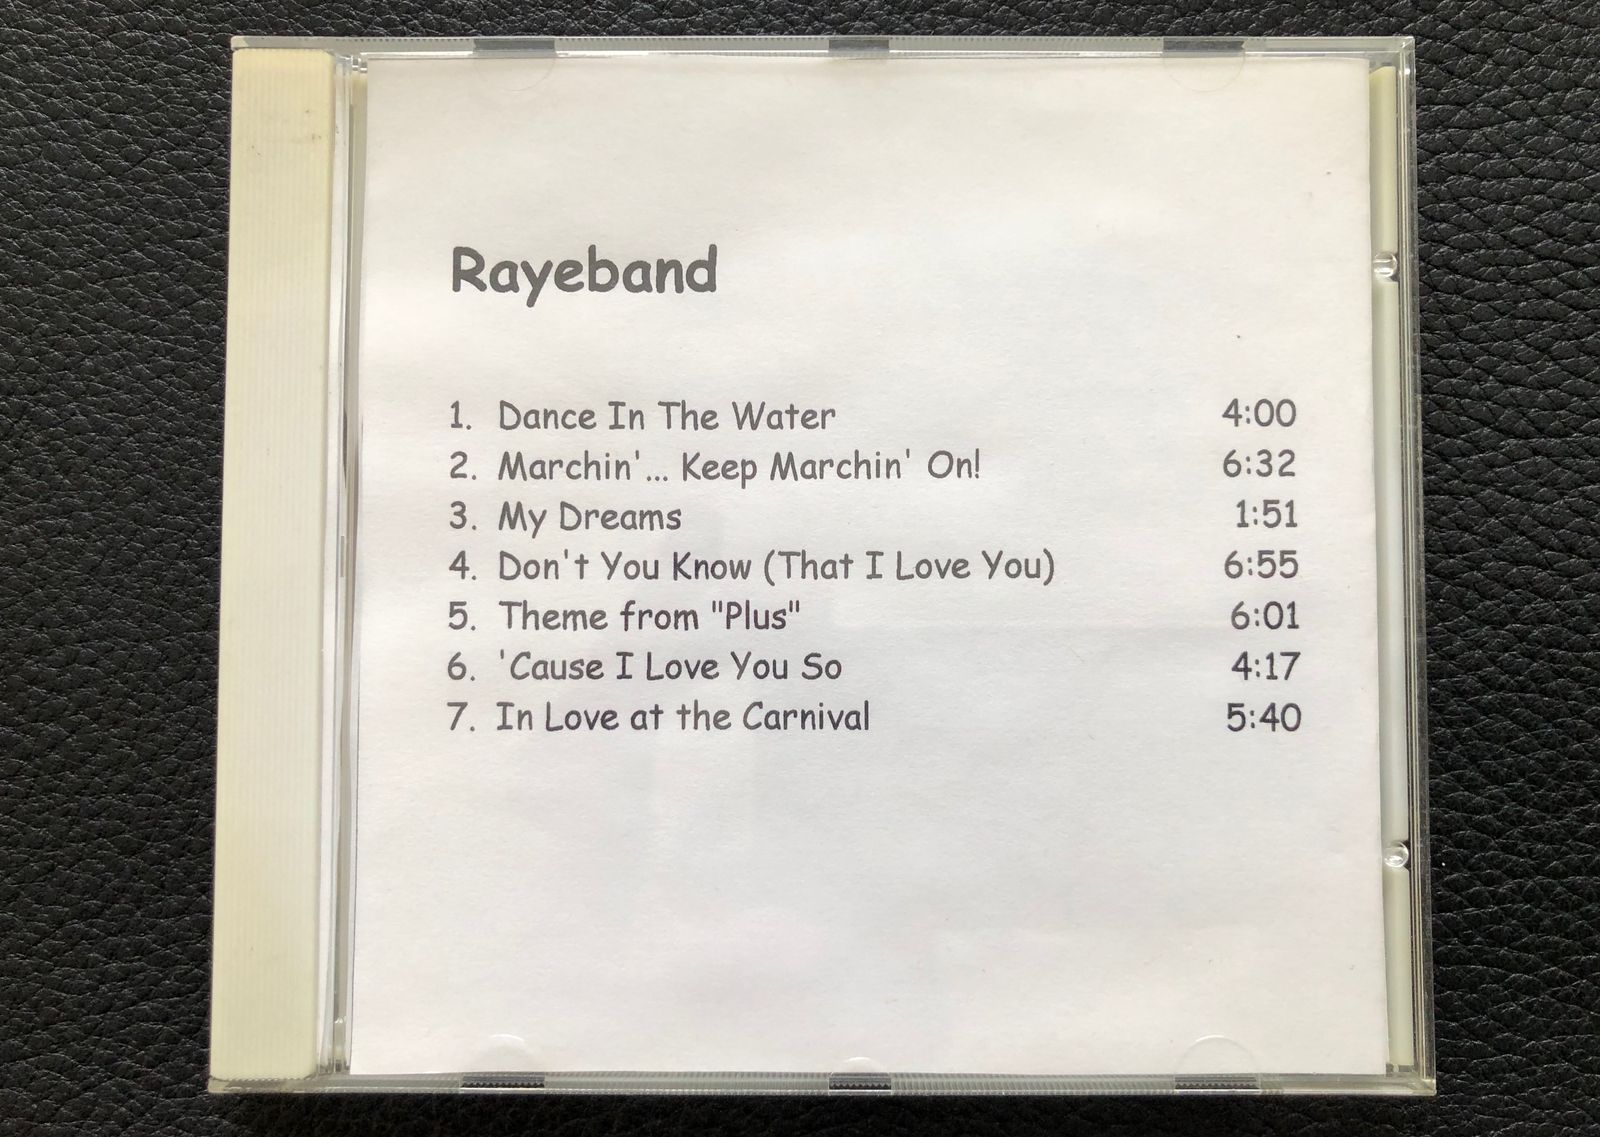 Rayeband
1. Dance In The Water 4:00
2. Marchin'... Keep Marchin' On! 6:32
3. My Dreams 1:51
4. Don't You Know (That I Love You) 6:55
5. Theme from "Plus" 6:01
6. 'Cause I Love You So 4:17
7. In Love at the Carnival 5:40